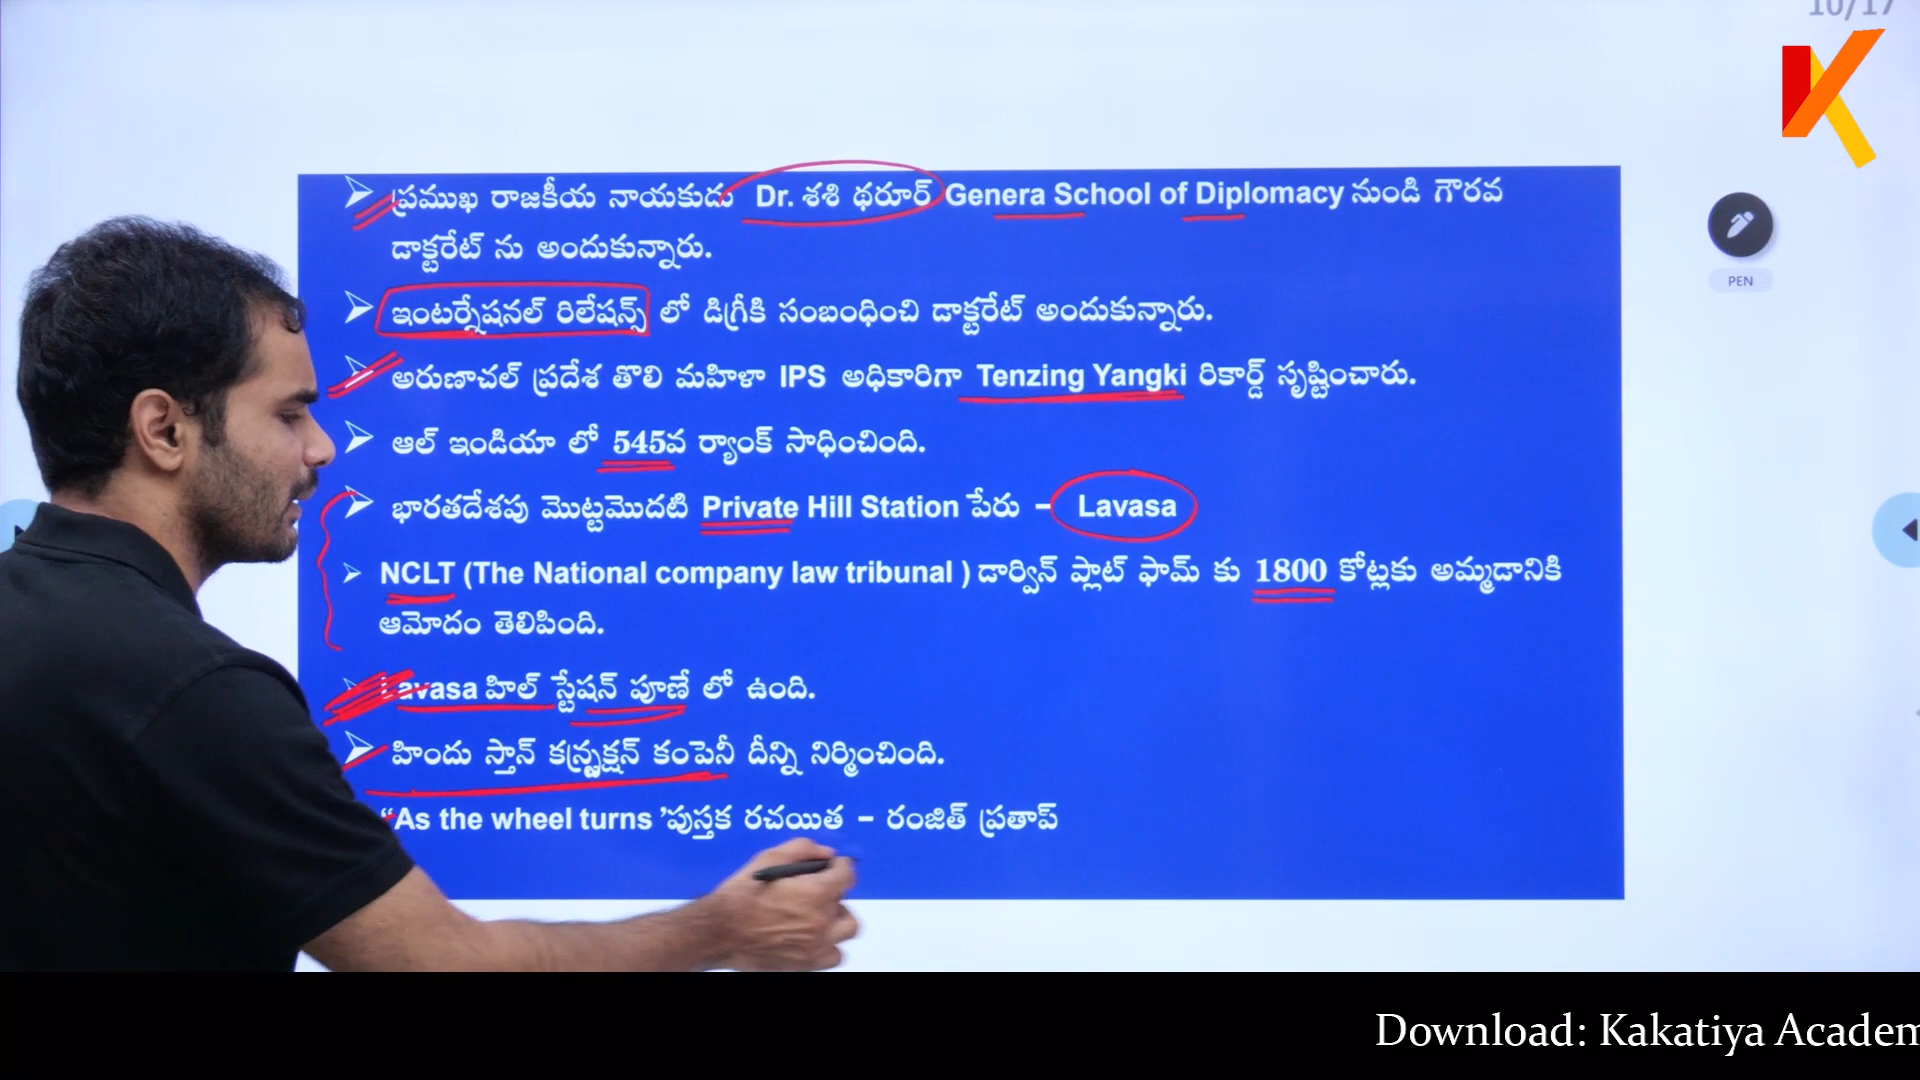 10/17
ప్రముఖ రాజకీయ నాయకుడు Dr. శశి థరూర్ Genera School of Diplomacy నుండి గౌరవ
డాక్టరేట్ ను అందుకున్నారు.
ఇంటర్నేషనల్ రిలేషన్స్ లో డిగ్రీకి సంబంధించి డాక్టరేట్ అందుకున్నారు.
PEN
అరుణాచల్ ప్రదేశ తొలి మహిళా IPS అధికారిగా Tenzing Yangki రికార్డ్ సృష్టించారు.
ఆల్ ఇండియా లో 545వ ర్యాంక్ సాధించింది.
భారతదేశపు మొట్టమొదటి Private Hill Station పేరు – Lavasa
NCLT (The National company law tribunal ) డార్విన్ ప్లాట్ ఫామ్ కు 1800 కోట్లకు అమ్మడానికి
ఆమోదం తెలిపింది.
Lavasa హిల్ స్టేషన్ పూణే లో ఉంది.
హిందు స్తాన్ కన్స్ట్రక్షన్ కంపెనీ దీన్ని నిర్మించింది.
“As the wheel turns ’పుస్తక రచయిత – రంజిత్ ప్రతాప్
Download: Kakatiya Academ